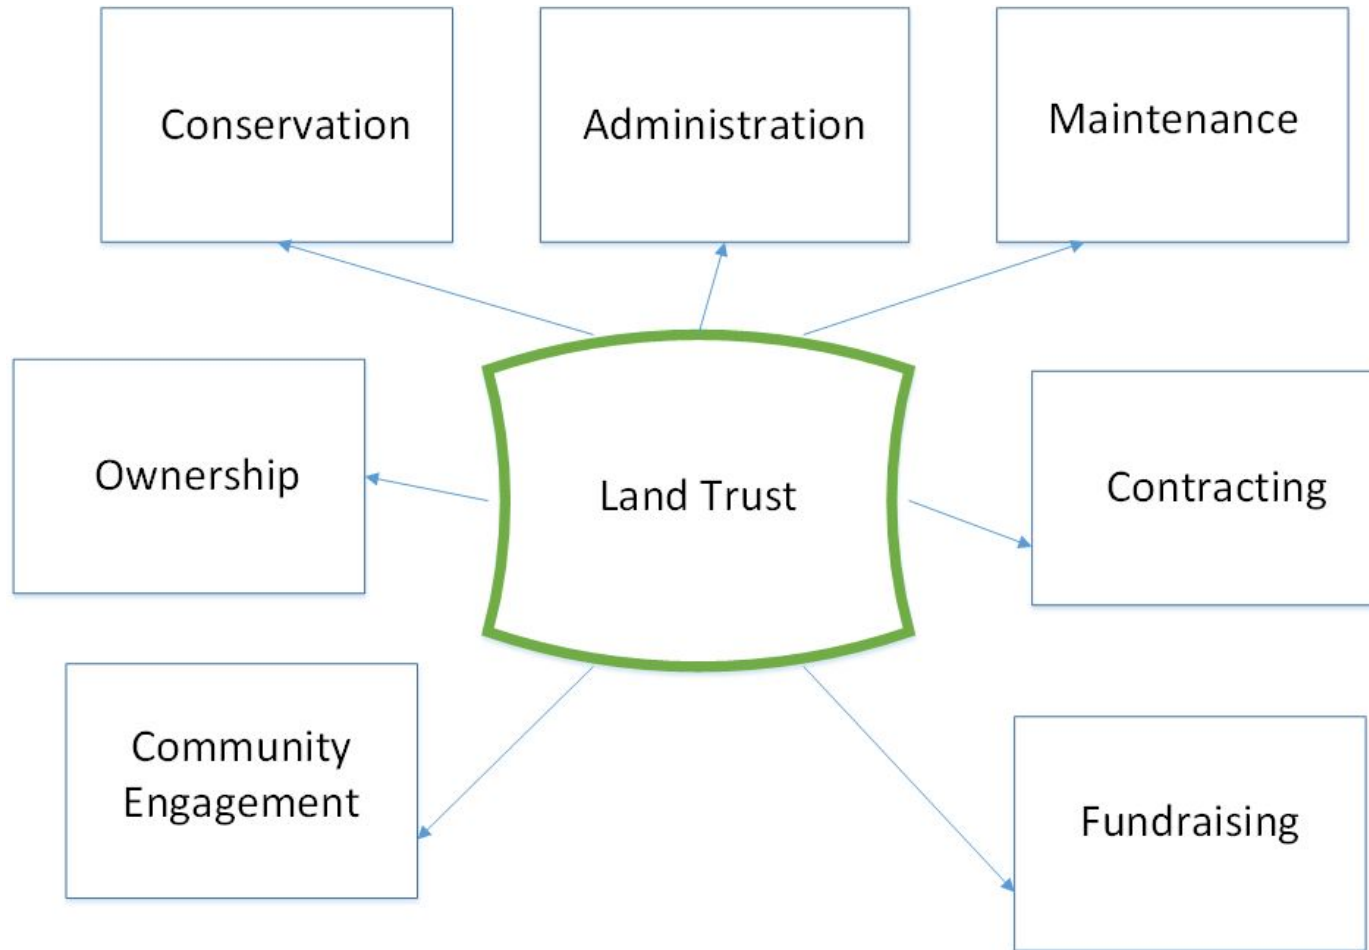 Conservation
Administration
Maintenance
Ownership
Land Trust
Contracting
Community
Engagement
Fundraising